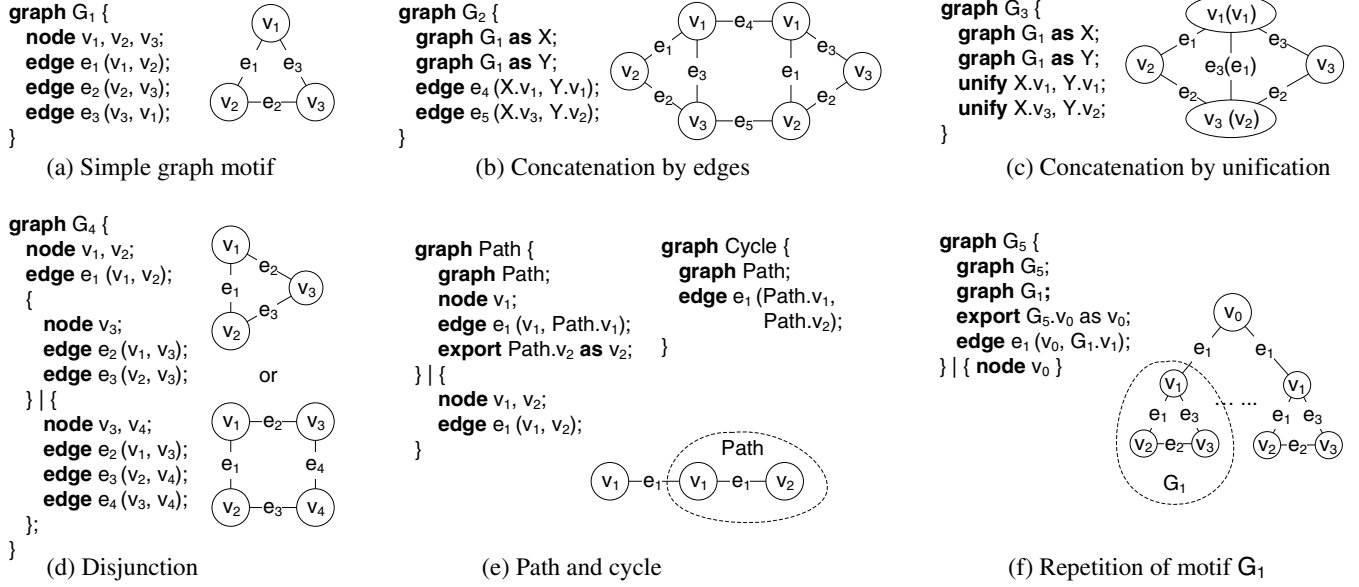 graph G₁ {
node v₁, v₂, v₃;
edge e₁ (v₁, v₂);
edge e₂ (v₂, v₃);
edge e₃ (v₃, v₁);
}
v₁
e₁ e₃
v₂ e₂ v₃
(a) Simple graph motif
graph G₂ {
graph G₁ as X;
graph G₁ as Y;
edge e₄ (X.v₁, Y.v₁);
edge e₅ (X.v₃, Y.v₂);
}
v₁ e₄ v₁
e₁ e₃
v₂ e₃ e₁ v₃
e₂ e₂
v₃ e₅ v₂
(b) Concatenation by edges
graph G₃ {
graph G₁ as X;
graph G₁ as Y;
unify X.v₁, Y.v₁;
unify X.v₃, Y.v₂;
}
v₁(v₁)
e₁ e₃
v₂ e₃(e₁) v₃
e₂ e₂
v₃ (v₂)
(c) Concatenation by unification
graph G₄ {
node v₁, v₂;
edge e₁ (v₁, v₂);
{
node v₃;
edge e₂ (v₁, v₃);
edge e₃ (v₂, v₃);
} | {
node v₃, v₄;
edge e₂ (v₁, v₃);
edge e₃ (v₂, v₄);
edge e₄ (v₃, v₄);
};
}
v₁
e₂
e₁ v₃
e₃
v₂
or
v₁ e₂ v₃
e₁ e₄
v₂ e₃ v₄
(d) Disjunction
graph Path {
graph Path;
node v₁;
edge e₁ (v₁, Path.v₁);
export Path.v₂ as v₂;
} | {
node v₁, v₂;
edge e₁ (v₁, v₂);
}
graph Cycle {
graph Path;
edge e₁ (Path.v₁,
Path.v₂);
}
Path
v₁ e₁ v₁ e₁ v₂
(e) Path and cycle
graph G₅ {
graph G₅;
graph G₁;
export G₅.v₀ as v₀;
edge e₁ (v₀, G₁.v₁);
} | { node v₀ }
v₀
e₁ e₁
v₁ v₁
... ...
e₁ e₃ e₁ e₃
v₂ e₂ v₃ v₂ e₂ v₃
G₁
(f) Repetition of motif G₁